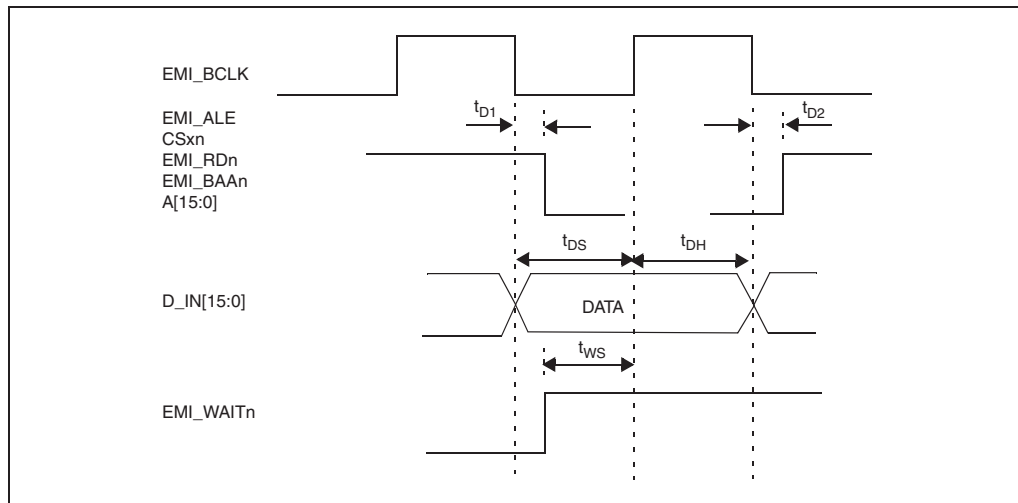 EMI_BCLK
EMI_ALE
CSxn
EMI_RDn
EMI_BAAn
A[15:0]
tD1
tD2
tDS
tDH
D_IN[15:0]
DATA
tWS
EMI_WAITn